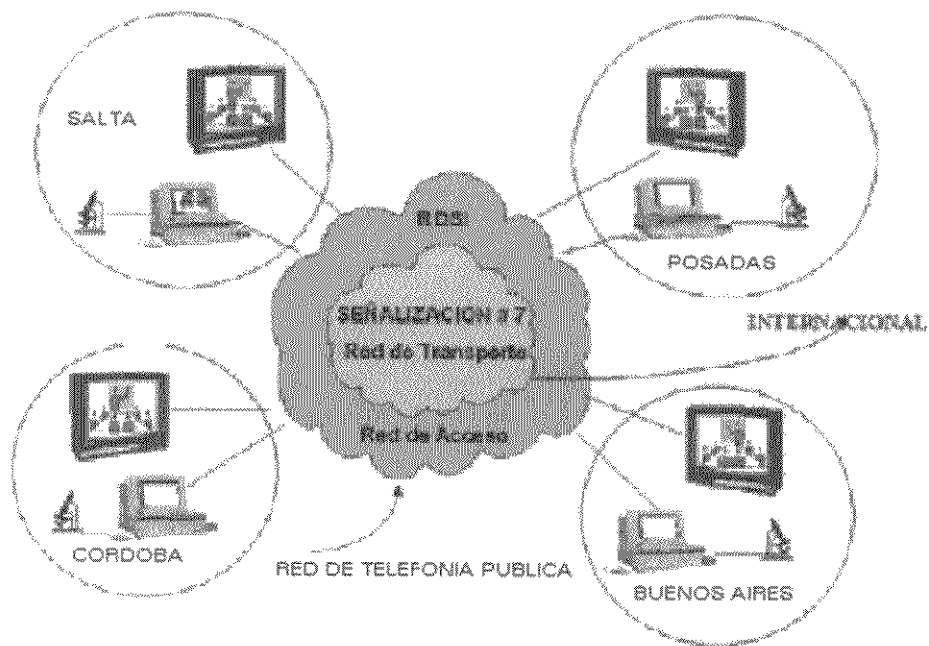 SALTA
RDSI
POSADAS
SEÑALIZACION # 7
INTERNACIONAL
Red de Transporte
Red de Acceso
CORDOBA
RED DE TELEFONIA PUBLICA
BUENOS AIRES